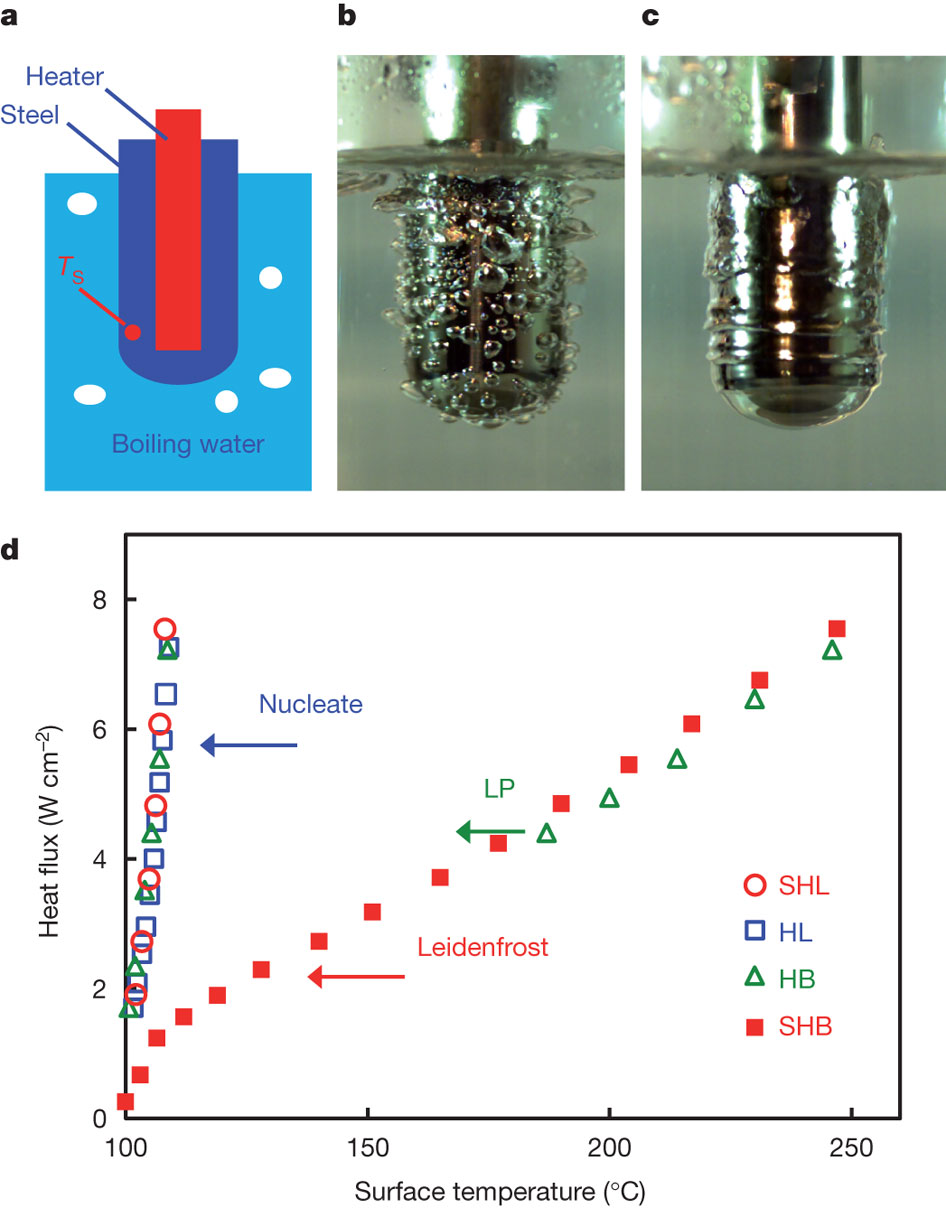 a
b
c
Heater
Steel
TS
Boiling water
d
Heat flux (W cm–2)
8
6
4
2
0
Nucleate
LP
Leidenfrost
SHL
HL
HB
SHB
100
150
200
250
Surface temperature (°C)